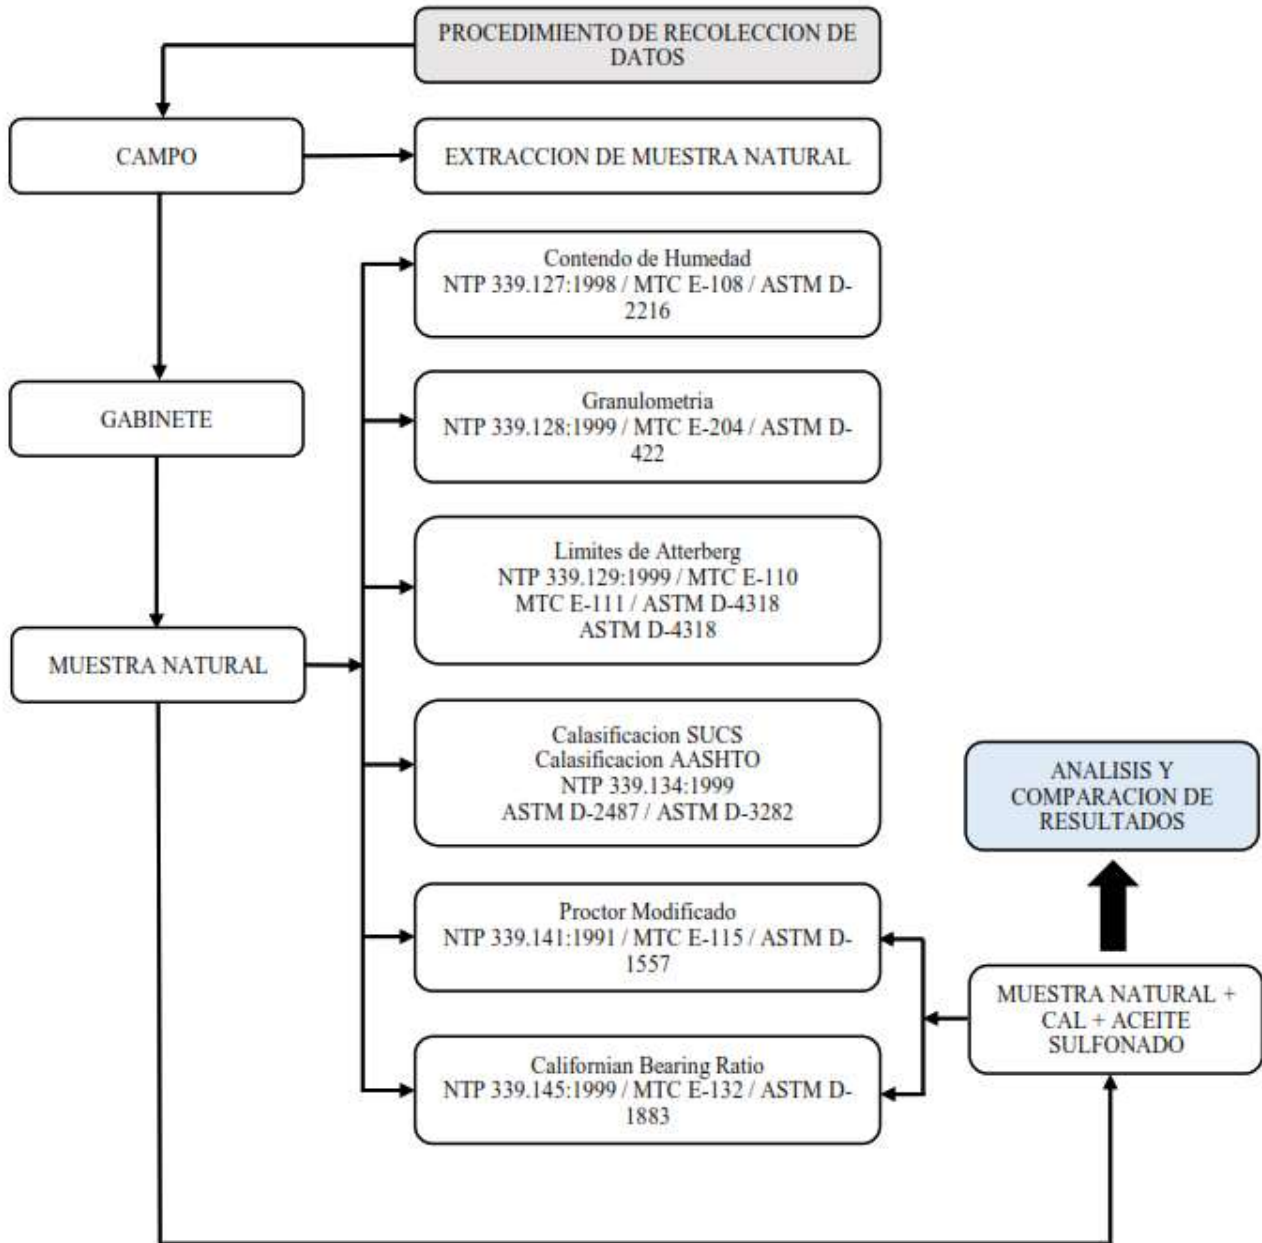 PROCEDIMIENTO DE RECOLECCION DE
DATOS
CAMPO
EXTRACCION DE MUESTRA NATURAL
Contendo de Humedad
NTP 339.127:1998 / MTC E-108 / ASTM D-
2216
GABINETE
Granulometria
NTP 339.128:1999 / MTC E-204 / ASTM D-
422
Limites de Atterberg
NTP 339.129:1999 / MTC E-110
MTC E-111 / ASTM D-4318
ASTM D-4318
MUESTRA NATURAL
Calasificacion SUCS
Calasificacion AASHTO
NTP 339.134:1999
ASTM D-2487 / ASTM D-3282
ANALISIS Y
COMPARACION DE
RESULTADOS
Proctor Modificado
NTP 339.141:1991 / MTC E-115 / ASTM D-
1557
MUESTRA NATURAL +
CAL + ACEITE
SULFONADO
Californian Bearing Ratio
NTP 339.145:1999 / MTC E-132 / ASTM D-
1883